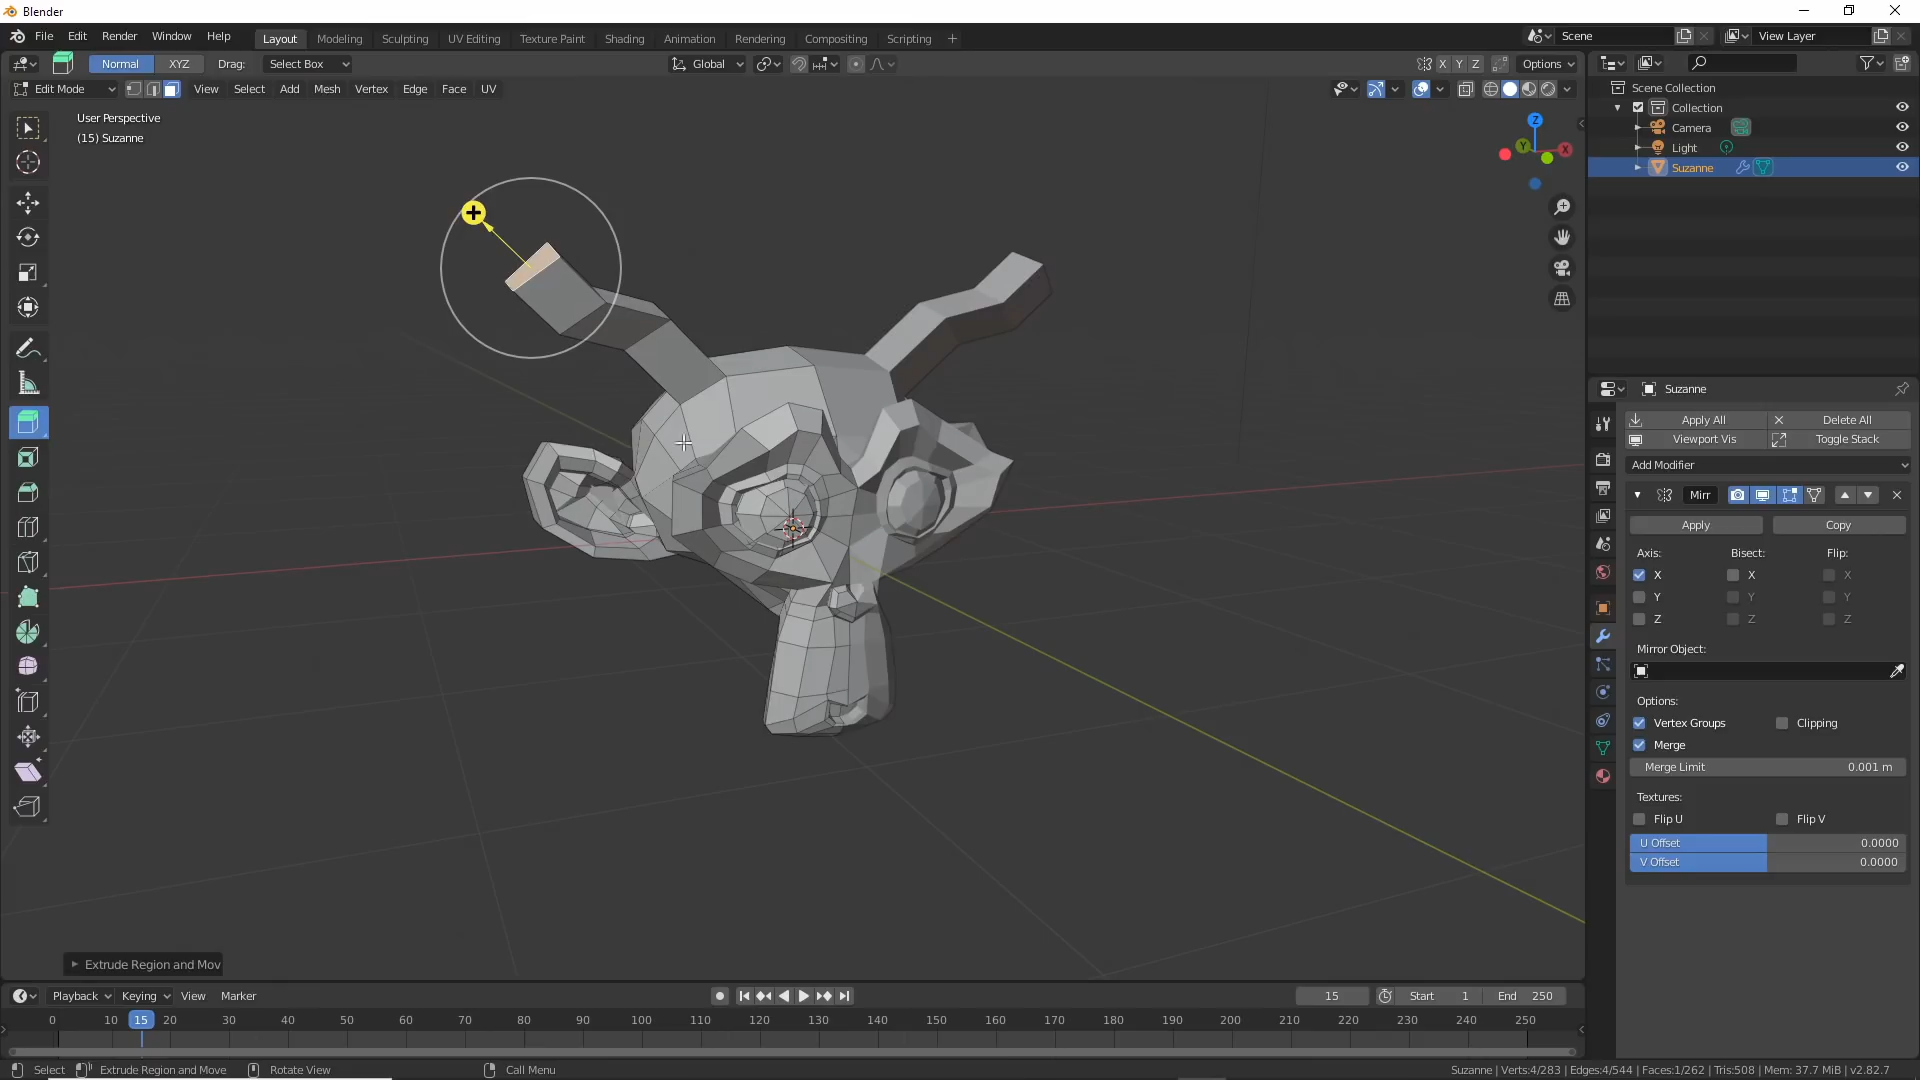 Blender
File Edit Render Window Help Layout Modeling Sculpting UV Editing Texture Paint Shading Animation Rendering Compositing Scripting + Scene View Layer
Normal XYZ Drag: Select Box Global X Y Z Options
Edit Mode View Select Add Mesh Vertex Edge Face UV
User Perspective
(15) Suzanne
Z
Y X
Scene Collection
Collection
Camera
Light
Suzanne
Suzanne
Apply All Delete All
Viewport Vis Toggle Stack
Add Modifier
Mirr
Apply Copy
Axis: Bisect: Flip:
X X X
Y Y Y
Z Z Z
Mirror Object:
Options:
Vertex Groups Clipping
Merge
Merge Limit 0.001 m
Textures:
Flip U Flip V
U Offset 0.0000
V Offset 0.0000
Extrude Region and Mov
Playback Keying View Marker 15 Start 1 End 250
0 10 15 20 30 40 50 60 70 80 90 100 110 120 130 140 150 160 170 180 190 200 210 220 230 240 250
Select Extrude Region and Move Rotate View Call Menu Suzanne | Verts:4/283 | Edges:4/544 | Faces:1/262 | Tris:508 | Mem: 37.7 MiB | v2.82.7